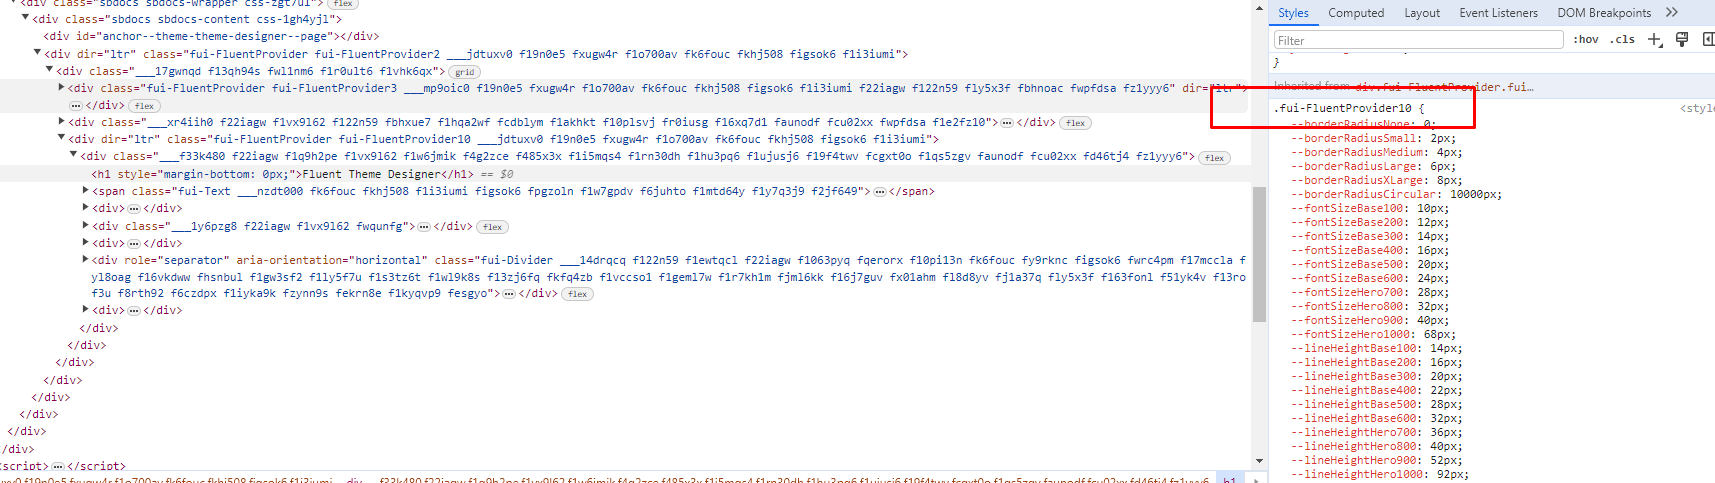 <div class="sbdocs sbdocs-wrapper css-zgt7ul"> flex
<div class="sbdocs sbdocs-content css-1gh4yjl">
<div id="anchor--theme-theme-designer--page"></div>
<div dir="ltr" class="fui-FluentProvider fui-FluentProvider2 ___jdtuxv0 f19n0e5 fxugw4r f1o700av fk6fouc fkhj508 figsok6 f1i3iumi">
<div class="___17gwnqd f13qh94s fwl1nm6 f1r0ult6 f1vhk6qx"> grid
<div class="fui-FluentProvider fui-FluentProvider3 ___mp9oic0 f19n0e5 fxugw4r f1o700av fk6fouc fkhj508 figsok6 f1i3iumi f22iagw f122n59 fly5x3f fbhnoac fwpfdsa fz1yyy6" dir="ltr">
… </div> flex
<div class="___xr4iih0 f22iagw f1vx9l62 f122n59 fbhxue7 f1hqa2wf fcdblym f1akhkt f10plsvj fr0iusg f16xq7d1 faunodf fcu02xx fwpfdsa f1e2fz10"> … </div> flex
<div dir="ltr" class="fui-FluentProvider fui-FluentProvider10 ___jdtuxv0 f19n0e5 fxugw4r f1o700av fk6fouc fkhj508 figsok6 f1i3iumi">
<div class="___f33k480 f22iagw f1q9h2pe f1vx9l62 f1w6jmik f4g2zce f485x3x f1i5mqs4 f1rn30dh f1hu3pq6 f1ujusj6 f19f4twv fcgxt0o f1qs5zgv faunodf fcu02xx fd46tj4 fz1yyy6"> flex
<h1 style="margin-bottom: 0px;">Fluent Theme Designer</h1> == $0
<span class="fui-Text ___nzdt000 fk6fouc fkhj508 f1i3iumi figsok6 fpgzoln f1w7gpdv f6juhto f1mtd64y f1y7q3j9 f2jf649"> … </span>
<div> … </div>
<div class="___1y6pzg8 f22iagw f1vx9l62 fwqunfg"> … </div> flex
<div> … </div>
<div role="separator" aria-orientation="horizontal" class="fui-Divider ___14drqcq f122n59 f1ewtqcl f22iagw f1063pyq fqerorx f10pi13n fk6fouc fy9rknc figsok6 fwrc4pm f17mccla f
yl8oag f16vkdww fhsnbul f1gw3sf2 f1ly5f7u f1s3tz6t f1wl9k8s f13zj6fq fkfq4zb f1vccso1 f1geml7w f1r7kh1m fjml6kk f16j7guv fx01ahm fl8d8yv fj1a37q fly5x3f f163fonl f51yk4v f13ro
f3u f8rth92 f6czdpx f1iyka9k fzynn9s fekrn8e f1kyqvp9 fesgyo"> … </div> flex
<div> … </div>
</div>
</div>
</div>
</div>
</div>
</div>
</div>
</div>
<script> … </script>
h1
Styles Computed Layout Event Listeners DOM Breakpoints
Filter :hov .cls
}
Inherited from div.fui-FluentProvider.fui…
.fui-FluentProvider10 { <style
--borderRadiusNone: 0;
--borderRadiusSmall: 2px;
--borderRadiusMedium: 4px;
--borderRadiusLarge: 6px;
--borderRadiusXLarge: 8px;
--borderRadiusCircular: 10000px;
--fontSizeBase100: 10px;
--fontSizeBase200: 12px;
--fontSizeBase300: 14px;
--fontSizeBase400: 16px;
--fontSizeBase500: 20px;
--fontSizeBase600: 24px;
--fontSizeHero700: 28px;
--fontSizeHero800: 32px;
--fontSizeHero900: 40px;
--fontSizeHero1000: 68px;
--lineHeightBase100: 14px;
--lineHeightBase200: 16px;
--lineHeightBase300: 20px;
--lineHeightBase400: 22px;
--lineHeightBase500: 28px;
--lineHeightBase600: 32px;
--lineHeightHero700: 36px;
--lineHeightHero800: 40px;
--lineHeightHero900: 52px;
--lineHeightHero1000: 92px;